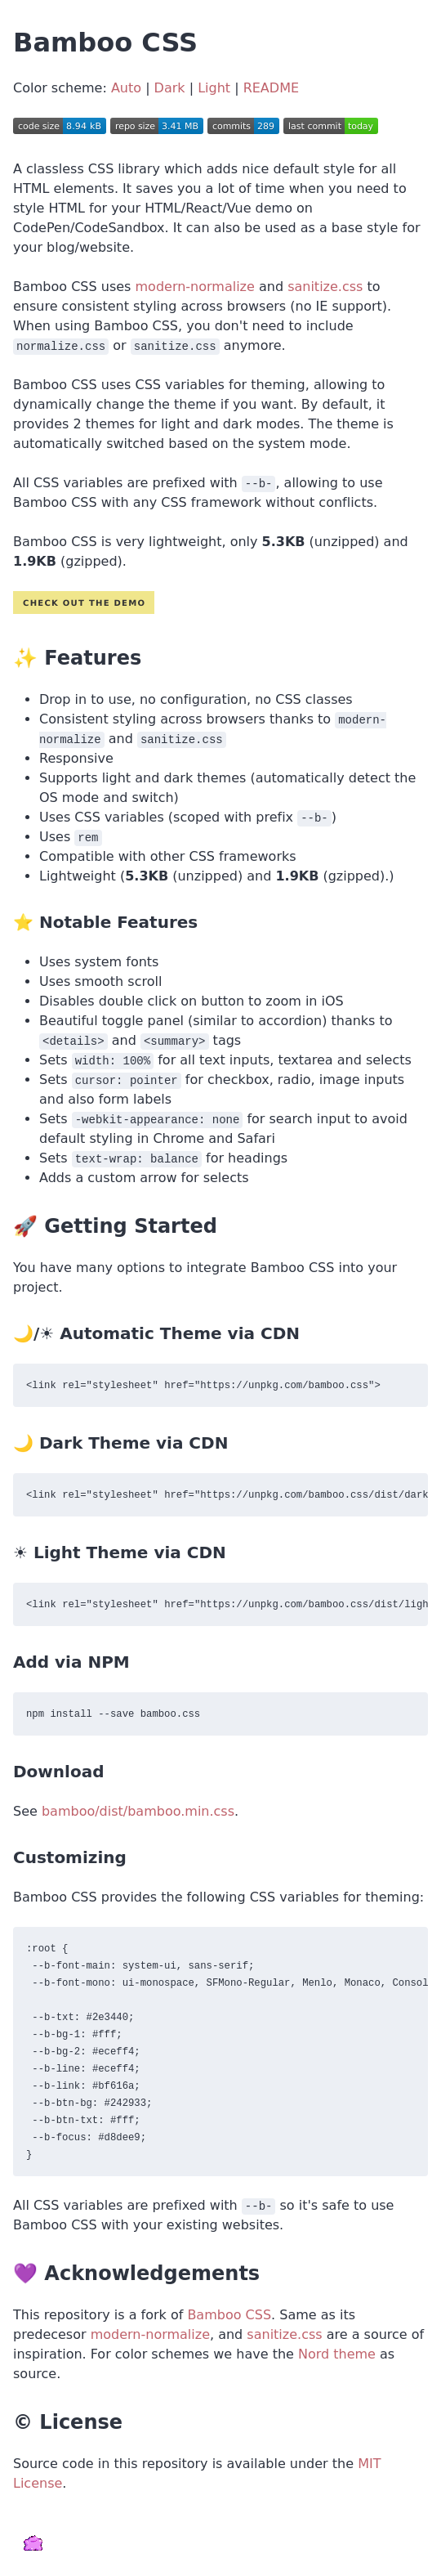 Bamboo CSS
Color scheme: Auto | Dark | Light | README
code size 8.94 kB repo size 3.41 MB commits 289 last commit today
A classless CSS library which adds nice default style for all
HTML elements. It saves you a lot of time when you need to
style HTML for your HTML/React/Vue demo on
CodePen/CodeSandbox. It can also be used as a base style for
your blog/website.
Bamboo CSS uses modern-normalize and sanitize.css to
ensure consistent styling across browsers (no IE support).
When using Bamboo CSS, you don't need to include
normalize.css or sanitize.css anymore.
Bamboo CSS uses CSS variables for theming, allowing to
dynamically change the theme if you want. By default, it
provides 2 themes for light and dark modes. The theme is
automatically switched based on the system mode.
All CSS variables are prefixed with --b-, allowing to use
Bamboo CSS with any CSS framework without conflicts.
Bamboo CSS is very lightweight, only 5.3KB (unzipped) and
1.9KB (gzipped).
CHECK OUT THE DEMO
✨ Features
• Drop in to use, no configuration, no CSS classes
• Consistent styling across browsers thanks to modern-
normalize and sanitize.css
• Responsive
• Supports light and dark themes (automatically detect the
OS mode and switch)
• Uses CSS variables (scoped with prefix --b-)
• Uses rem
• Compatible with other CSS frameworks
• Lightweight (5.3KB (unzipped) and 1.9KB (gzipped).)
⭐ Notable Features
• Uses system fonts
• Uses smooth scroll
• Disables double click on button to zoom in iOS
• Beautiful toggle panel (similar to accordion) thanks to
<details> and <summary> tags
• Sets width: 100% for all text inputs, textarea and selects
• Sets cursor: pointer for checkbox, radio, image inputs
and also form labels
• Sets -webkit-appearance: none for search input to avoid
default styling in Chrome and Safari
• Sets text-wrap: balance for headings
• Adds a custom arrow for selects
🚀 Getting Started
You have many options to integrate Bamboo CSS into your
project.
🌙/☀ Automatic Theme via CDN
<link rel="stylesheet" href="https://unpkg.com/bamboo.css">
🌙 Dark Theme via CDN
<link rel="stylesheet" href="https://unpkg.com/bamboo.css/dist/dark
☀ Light Theme via CDN
<link rel="stylesheet" href="https://unpkg.com/bamboo.css/dist/ligh
Add via NPM
npm install --save bamboo.css
Download
See bamboo/dist/bamboo.min.css.
Customizing
Bamboo CSS provides the following CSS variables for theming:
:root {
--b-font-main: system-ui, sans-serif;
--b-font-mono: ui-monospace, SFMono-Regular, Menlo, Monaco, Consol
--b-txt: #2e3440;
--b-bg-1: #fff;
--b-bg-2: #eceff4;
--b-line: #eceff4;
--b-link: #bf616a;
--b-btn-bg: #242933;
--b-btn-txt: #fff;
--b-focus: #d8dee9;
}
All CSS variables are prefixed with --b- so it's safe to use
Bamboo CSS with your existing websites.
💜 Acknowledgements
This repository is a fork of Bamboo CSS. Same as its
predecesor modern-normalize, and sanitize.css are a source of
inspiration. For color schemes we have the Nord theme as
source.
© License
Source code in this repository is available under the MIT
License.